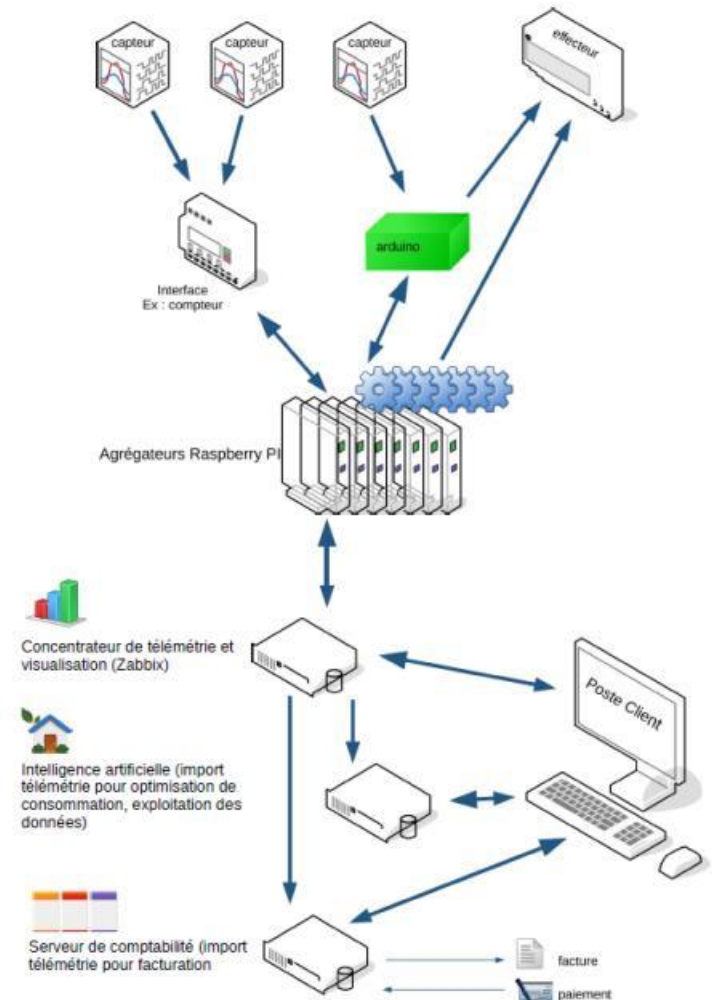 capteur
capteur
capteur
effecteur
arduino
Interface
Ex : compteur
Agrégateurs Raspberry PI
Concentrateur de télémétrie et
visualisation (Zabbix)
Poste Client
Intelligence artificielle (import
télémétrie pour optimisation de
consommation, exploitation des
données)
Serveur de comptabilité (import
télémétrie pour facturation
facture
paiement